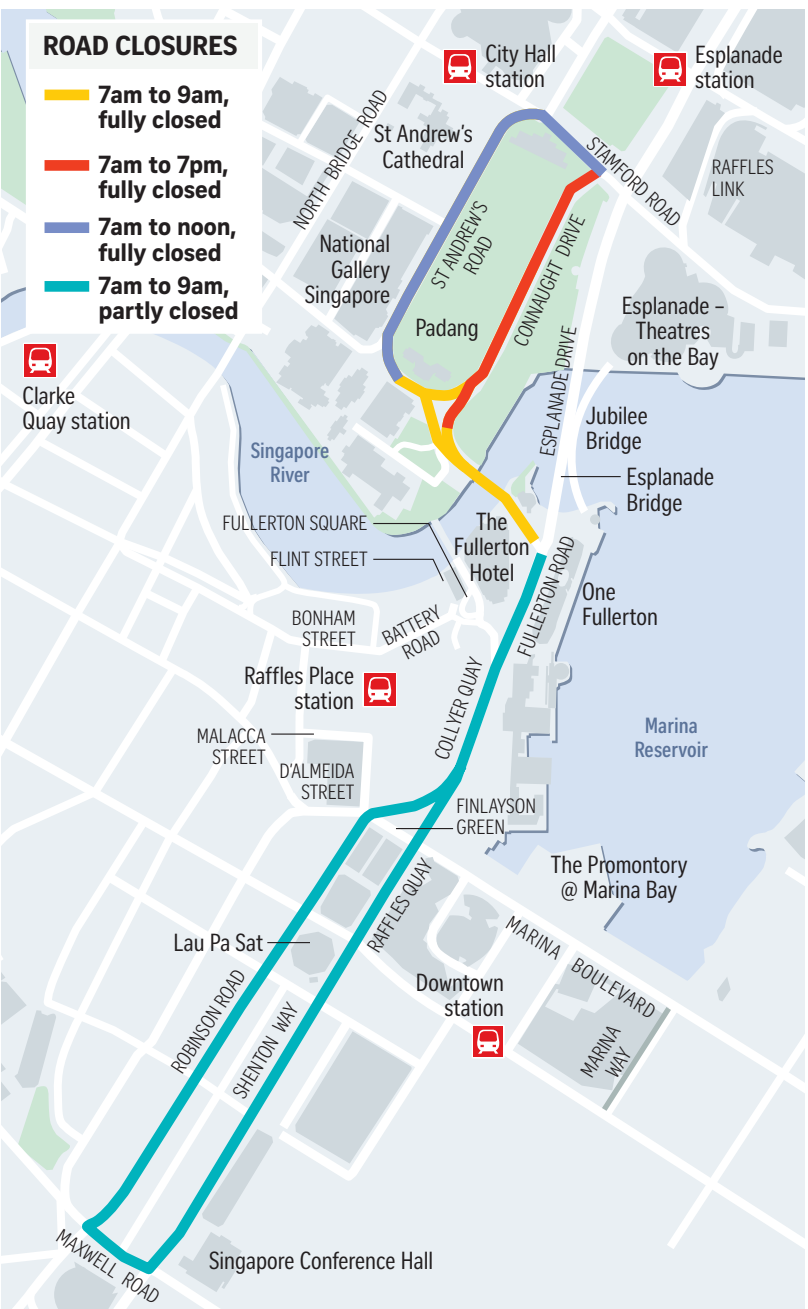 ROAD CLOSURES
7am to 9am,
fully closed
7am to 7pm,
fully closed
7am to noon,
fully closed
7am to 9am,
partly closed
City Hall
station
Esplanade
station
NORTH BRIDGE ROAD
St Andrew's
Cathedral
STAMFORD ROAD
RAFFLES
LINK
National
Gallery
Singapore
ST ANDREW'S
ROAD
CONNAUGHT DRIVE
Padang
Esplanade –
Theatres
on the Bay
Clarke
Quay station
ESPLANADE DRIVE
Jubilee
Bridge
Singapore
River
Esplanade
Bridge
FULLERTON SQUARE
The
Fullerton
Hotel
FLINT STREET
FULLERTON ROAD
One
Fullerton
BONHAM
STREET
BATTERY
ROAD
Raffles Place
station
COLLYER QUAY
MALACCA
STREET
Marina
Reservoir
D'ALMEIDA
STREET
FINLAYSON
GREEN
The Promontory
@ Marina Bay
RAFFLES QUAY
Lau Pa Sat
MARINA BOULEVARD
Downtown
station
ROBINSON ROAD
SHENTON WAY
MARINA
WAY
MAXWELL ROAD
Singapore Conference Hall